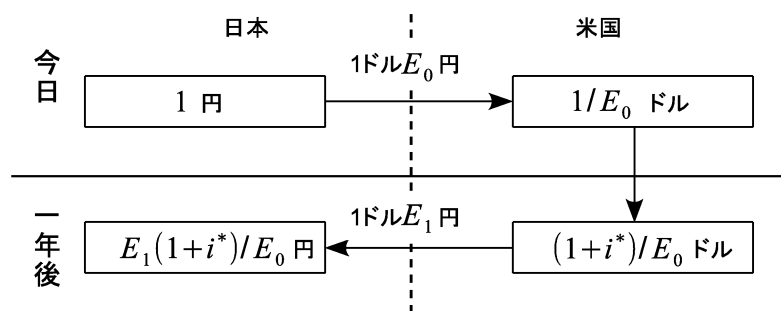 日本 米国
今日
1ドルE₀円
1 円
1/E₀ ドル
一年後
1ドルE₁円
E₁(1+i*)/E₀ 円
(1+i*)/E₀ ドル